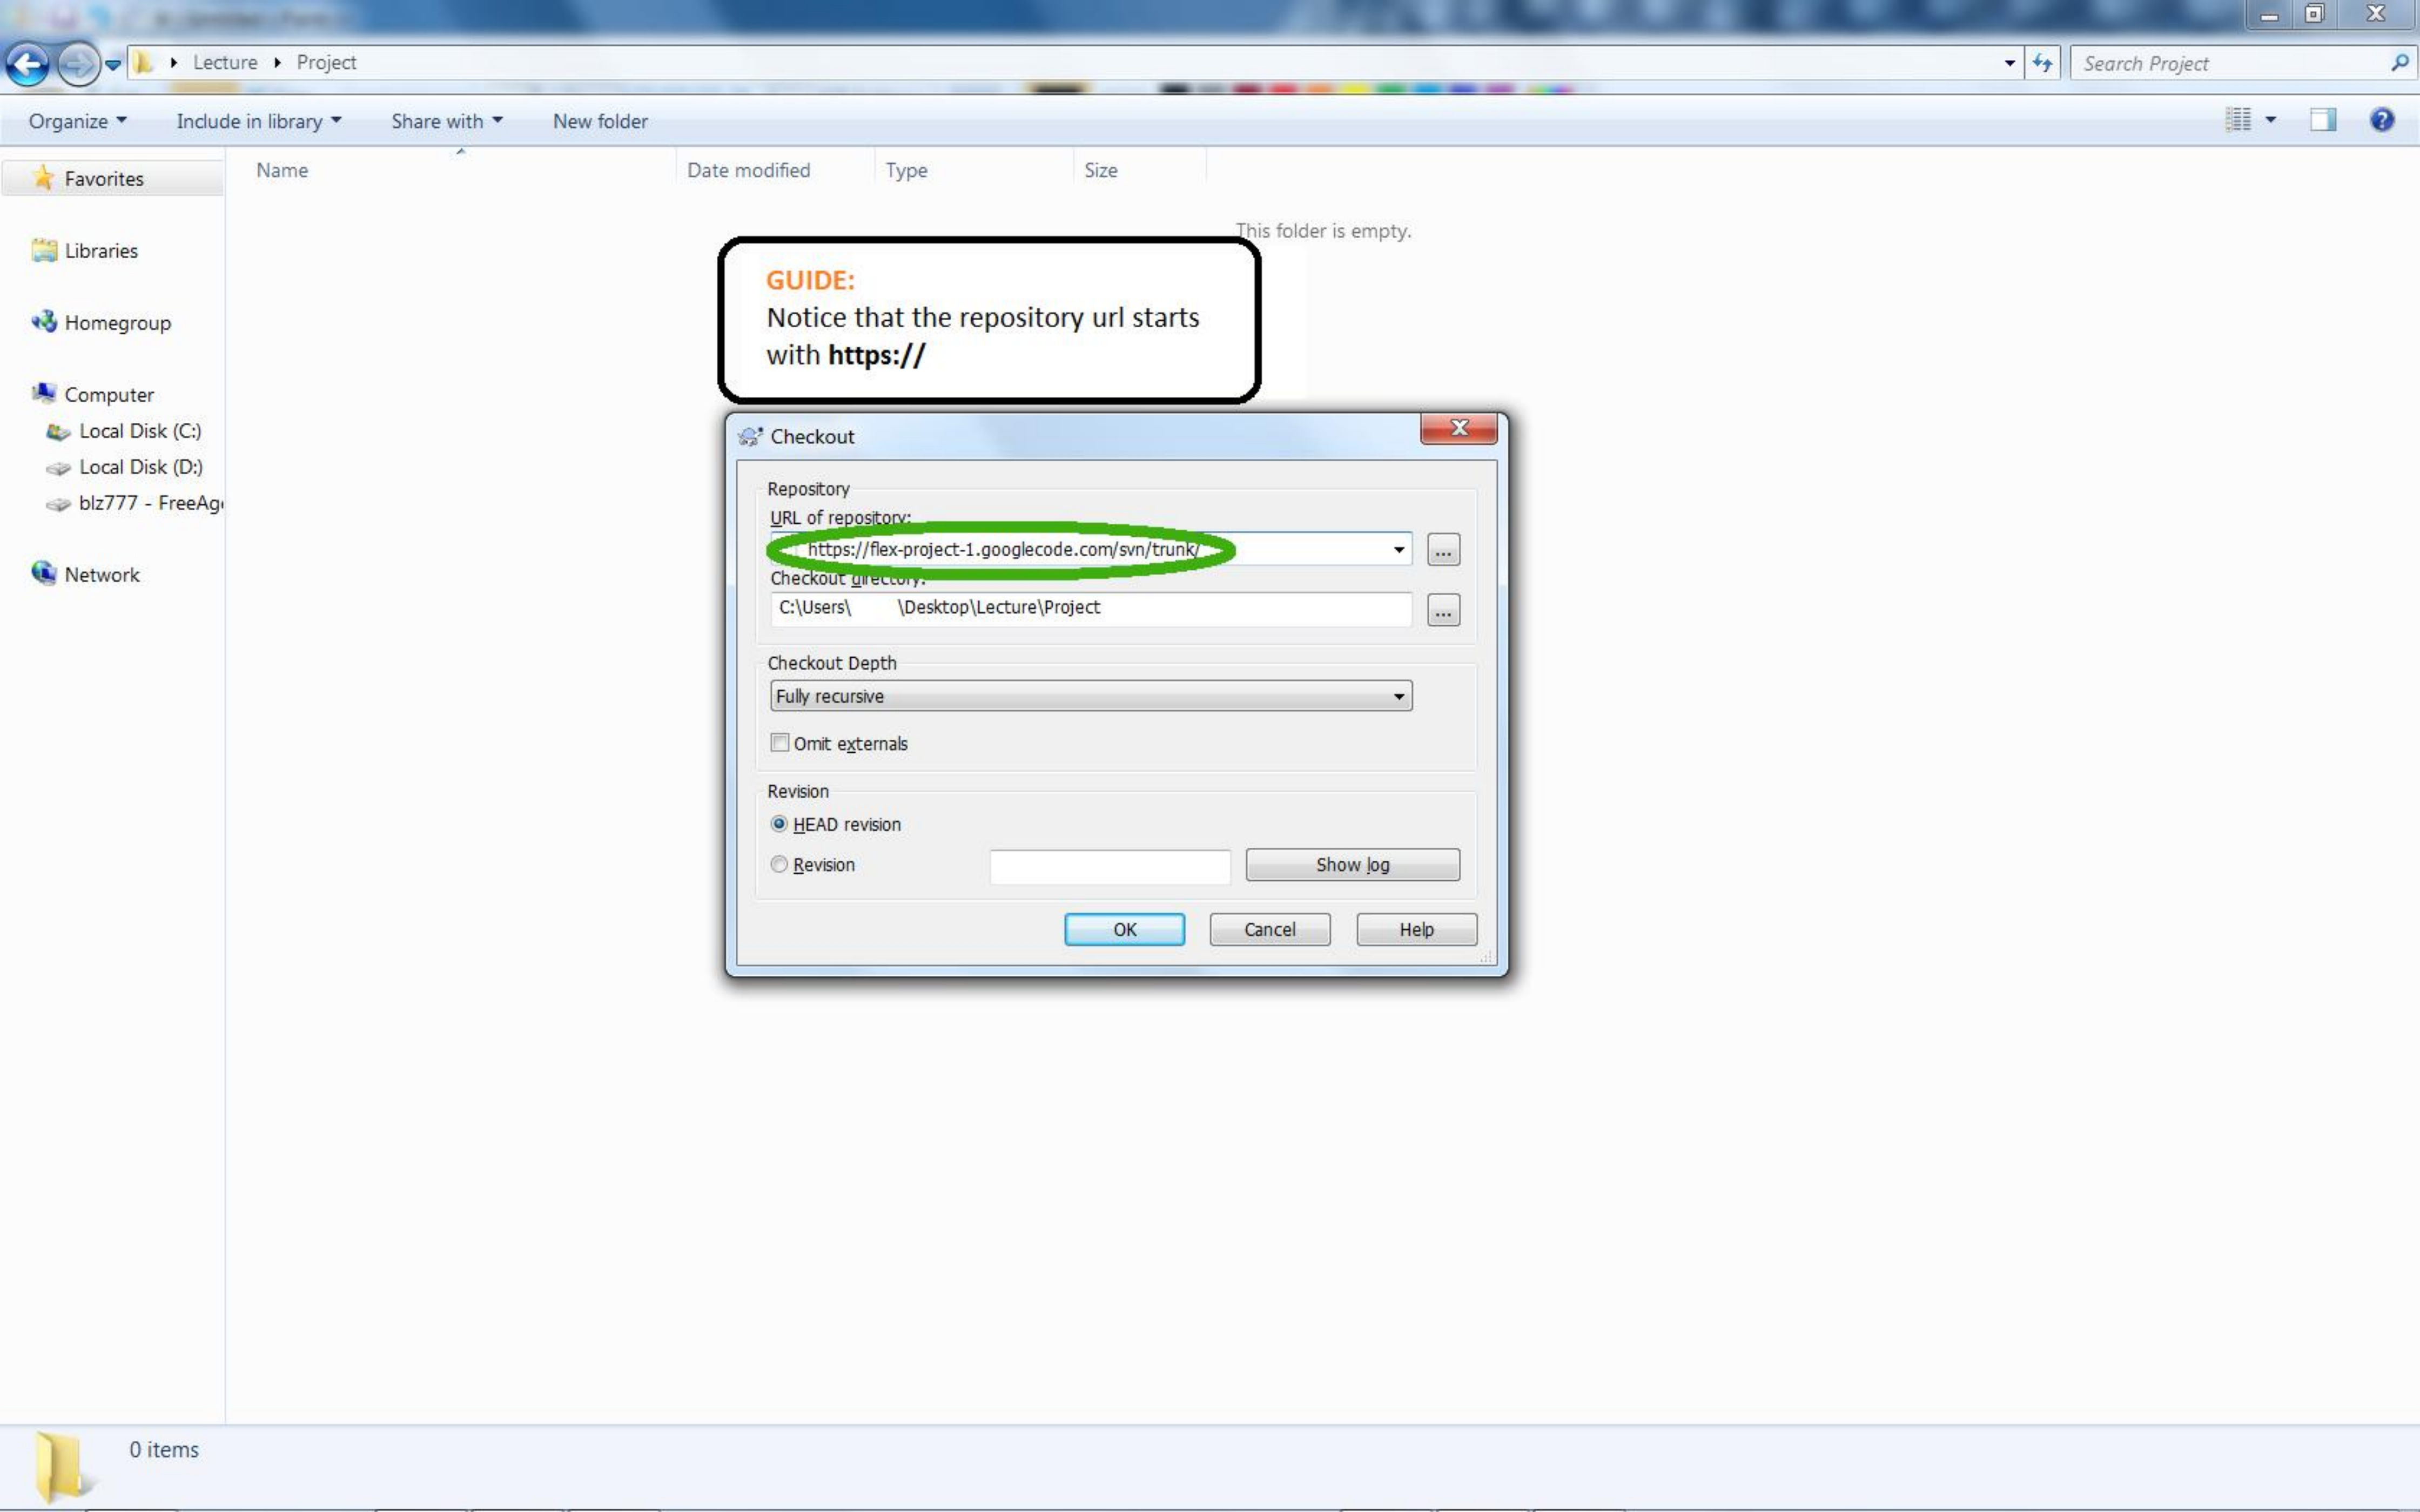 Lecture Project
Search Project
Organize Include in library Share with New folder
Favorites
Libraries
Homegroup
Computer
Local Disk (C:)
Local Disk (D:)
blz777 - FreeAg
Network
Name Date modified Type Size
This folder is empty.
GUIDE:
Notice that the repository url starts
with https://
Checkout
Repository
URL of repository:
https://flex-project-1.googlecode.com/svn/trunk/
...
Checkout directory:
C:\Users\ \Desktop\Lecture\Project
...
Checkout Depth
Fully recursive
Omit externals
Revision
HEAD revision
Revision
Show log
OK Cancel Help
0 items